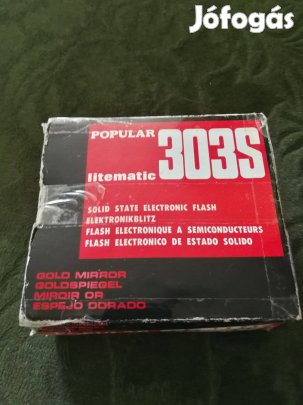 Jófogás
POPULAR
litematic 303S
SOLID STATE ELECTRONIC FLASH
ELEKTRONIKBLITZ
FLASH ELECTRONIQUE A SEMICONDUCTEURS
FLASH ELECTRONICO DE ESTADO SOLIDO
GOLD MIRROR
GOLDSPIEGEL
MIROIR OR
ESPEJO DORADO